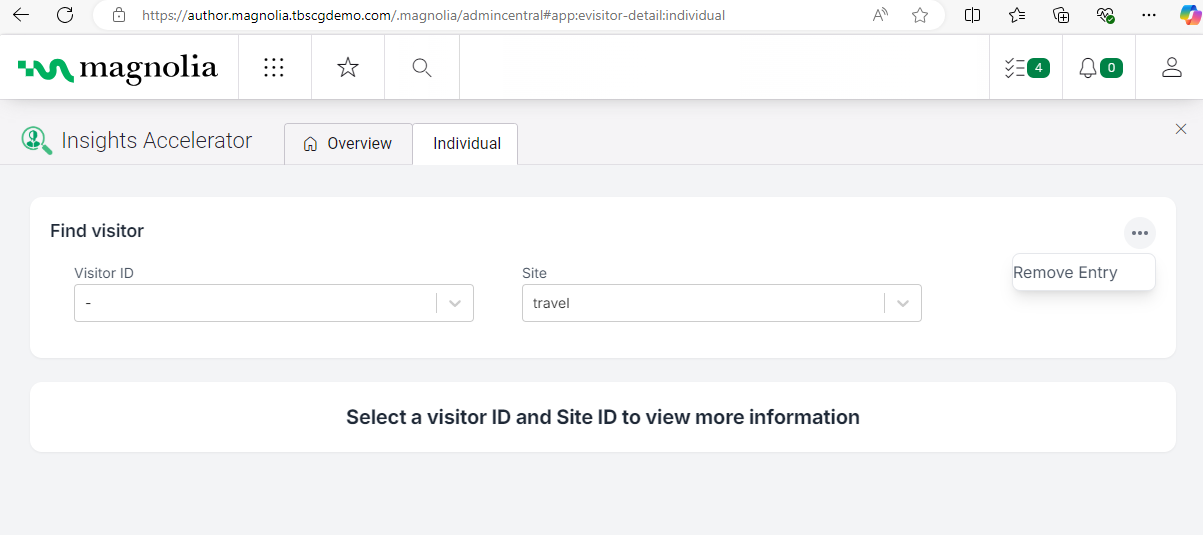 https://author.magnolia.tbscgdemo.com/.magnolia/admincentral#app:evisitor-detail:individual
magnolia
4
0
Insights Accelerator
Overview
Individual
Find visitor
Visitor ID
Site
Remove Entry
-
travel
Select a visitor ID and Site ID to view more information